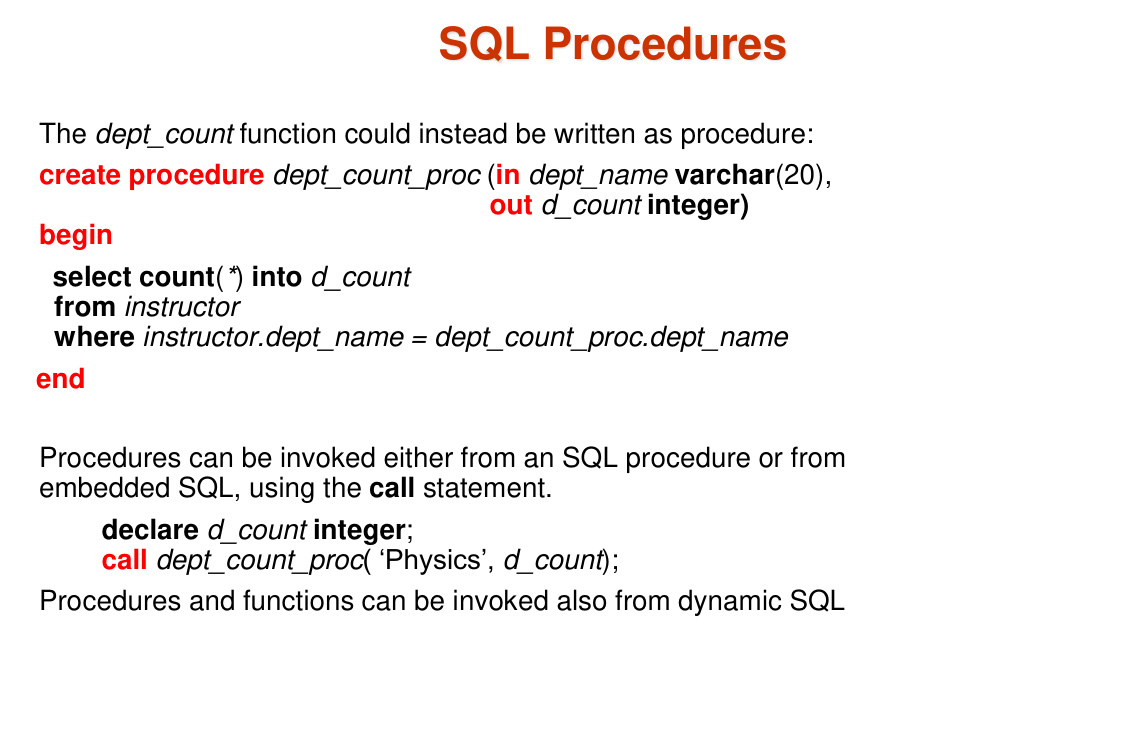 SQL Procedures
The dept_count function could instead be written as procedure:
create procedure dept_count_proc (in dept_name varchar(20),
out d_count integer)
begin
select count(*) into d_count
from instructor
where instructor.dept_name = dept_count_proc.dept_name
end
Procedures can be invoked either from an SQL procedure or from
embedded SQL, using the call statement.
declare d_count integer;
call dept_count_proc( ‘Physics’, d_count);
Procedures and functions can be invoked also from dynamic SQL